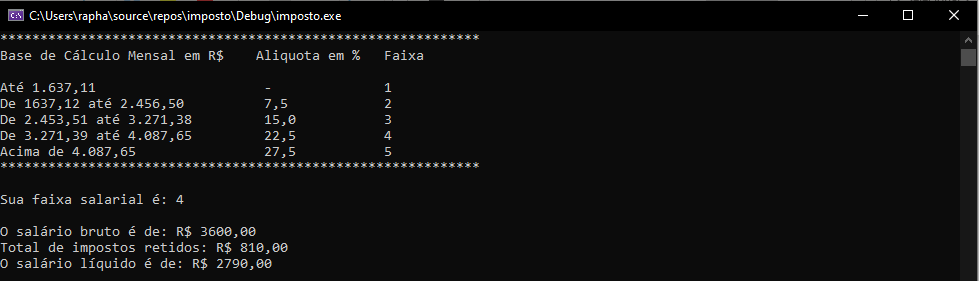 C:\Users\rapha\source\repos\imposto\Debug\imposto.exe
************************************************************
Base de Cálculo Mensal em R$    Aliquota em %   Faixa
Até 1.637,11                     -              1
De 1637,12 até 2.456,50          7,5            2
De 2.453,51 até 3.271,38         15,0           3
De 3.271,39 até 4.087,65         22,5           4
Acima de 4.087,65                27,5           5
************************************************************
Sua faixa salarial é: 4
O salário bruto é de: R$ 3600,00
Total de impostos retidos: R$ 810,00
O salário líquido é de: R$ 2790,00